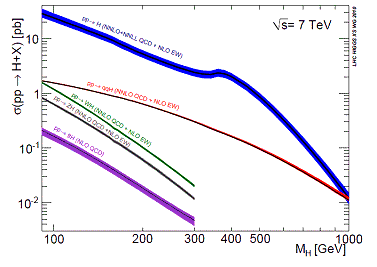 √s= 7 TeV
LHC HIGGS XS WG 2010
σ(pp → H+X) [pb]
10
1
10⁻¹
10⁻²
pp → H (NNLO+NNLL QCD + NLO EW)
pp → qqH (NNLO QCD + NLO EW)
pp → WH (NNLO QCD + NLO EW)
pp → ZH (NNLO QCD + NLO EW)
pp → ttH (NLO QCD)
100 200 300 400 500 1000
M_H [GeV]